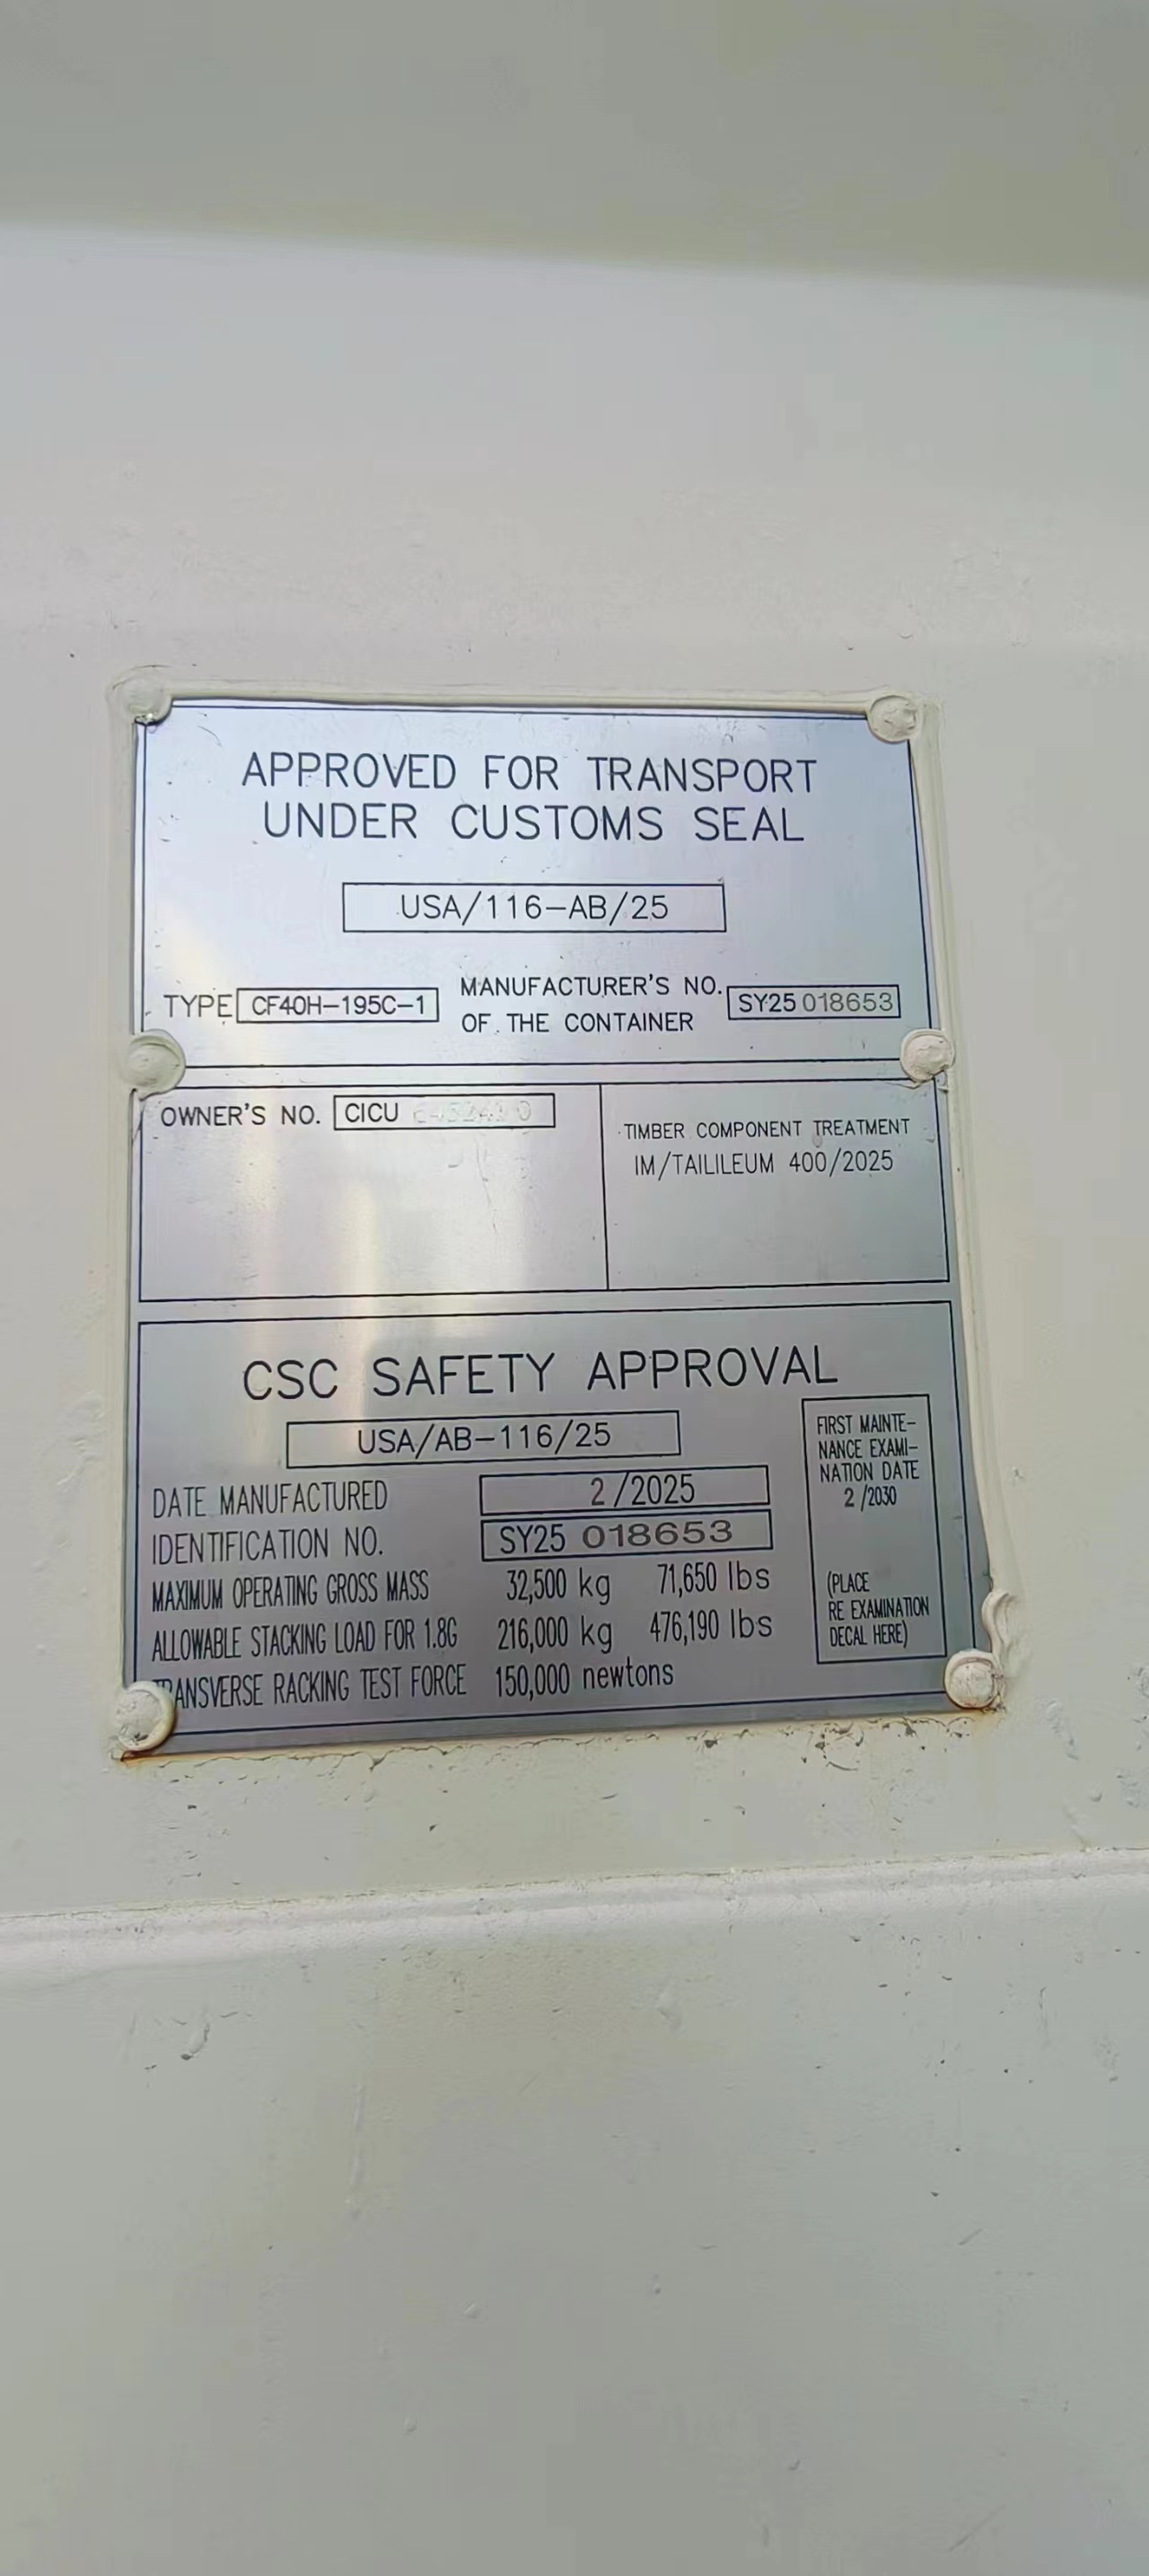 APPROVED FOR TRANSPORT
UNDER CUSTOMS SEAL
USA/116-AB/25
TYPE CF40H-195C-1
MANUFACTURER'S NO.
OF THE CONTAINER
SY25 018653
OWNER'S NO. CICU
TIMBER COMPONENT TREATMENT
IM/TAILILEUM 400/2025
CSC SAFETY APPROVAL
USA/AB-116/25
DATE MANUFACTURED 2/2025
IDENTIFICATION NO. SY25 018653
MAXIMUM OPERATING GROSS MASS 32,500 kg 71,650 lbs
ALLOWABLE STACKING LOAD FOR 1.8G 216,000 kg 476,190 lbs
TRANSVERSE RACKING TEST FORCE 150,000 newtons
FIRST MAINTE-
NANCE EXAMI-
NATION DATE
2/2030
(PLACE
RE EXAMINATION
DECAL HERE)